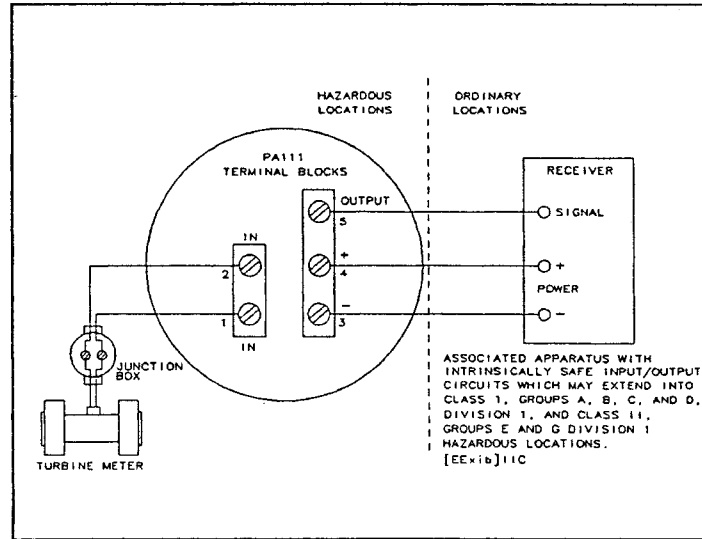 HAZARDOUS
LOCATIONS
ORDINARY
LOCATIONS
PA111
TERMINAL BLOCKS
RECEIVER
OUTPUT
5
SIGNAL
IN
2
+
4
+
POWER
1
IN
−
3
−
JUNCTION
BOX
TURBINE METER
ASSOCIATED APPARATUS WITH
INTRINSICALLY SAFE INPUT/OUTPUT
CIRCUITS WHICH MAY EXTEND INTO
CLASS 1, GROUPS A, B, C, AND D,
DIVISION 1, AND CLASS II,
GROUPS E AND G DIVISION 1
HAZARDOUS LOCATIONS.
[EExib]IIC